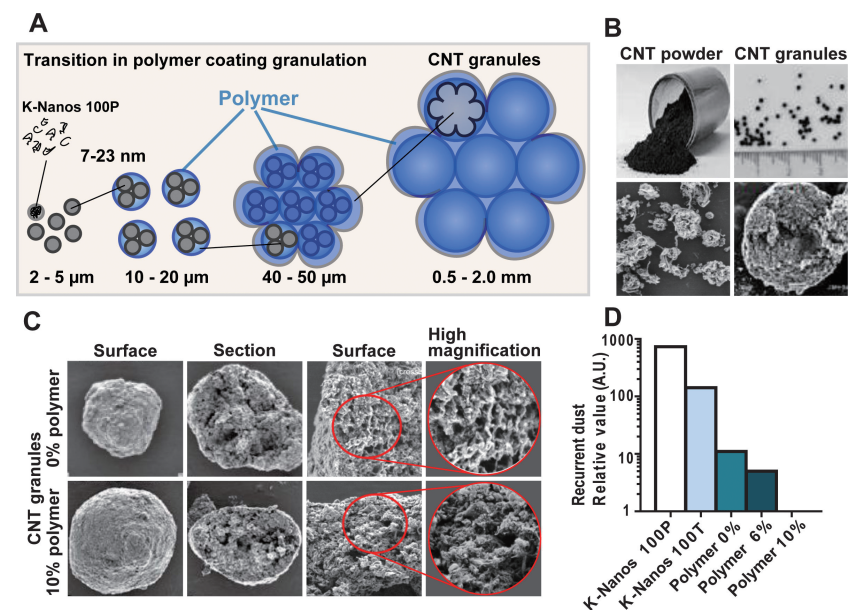 A
Transition in polymer coating granulation
CNT granules
K-Nanos 100P
Polymer
7-23 nm
2 - 5 µm
10 - 20 µm
40 - 50 µm
0.5 - 2.0 mm
B
CNT powder
CNT granules
C
Surface
Section
Surface
High
magnification
CNT granules
0% polymer
10% polymer
D
Recurrent dust
Relative value (A.U.)
1000
100
10
1
K-Nanos 100P
K-Nanos 100T
Polymer 0%
Polymer 6%
Polymer 10%